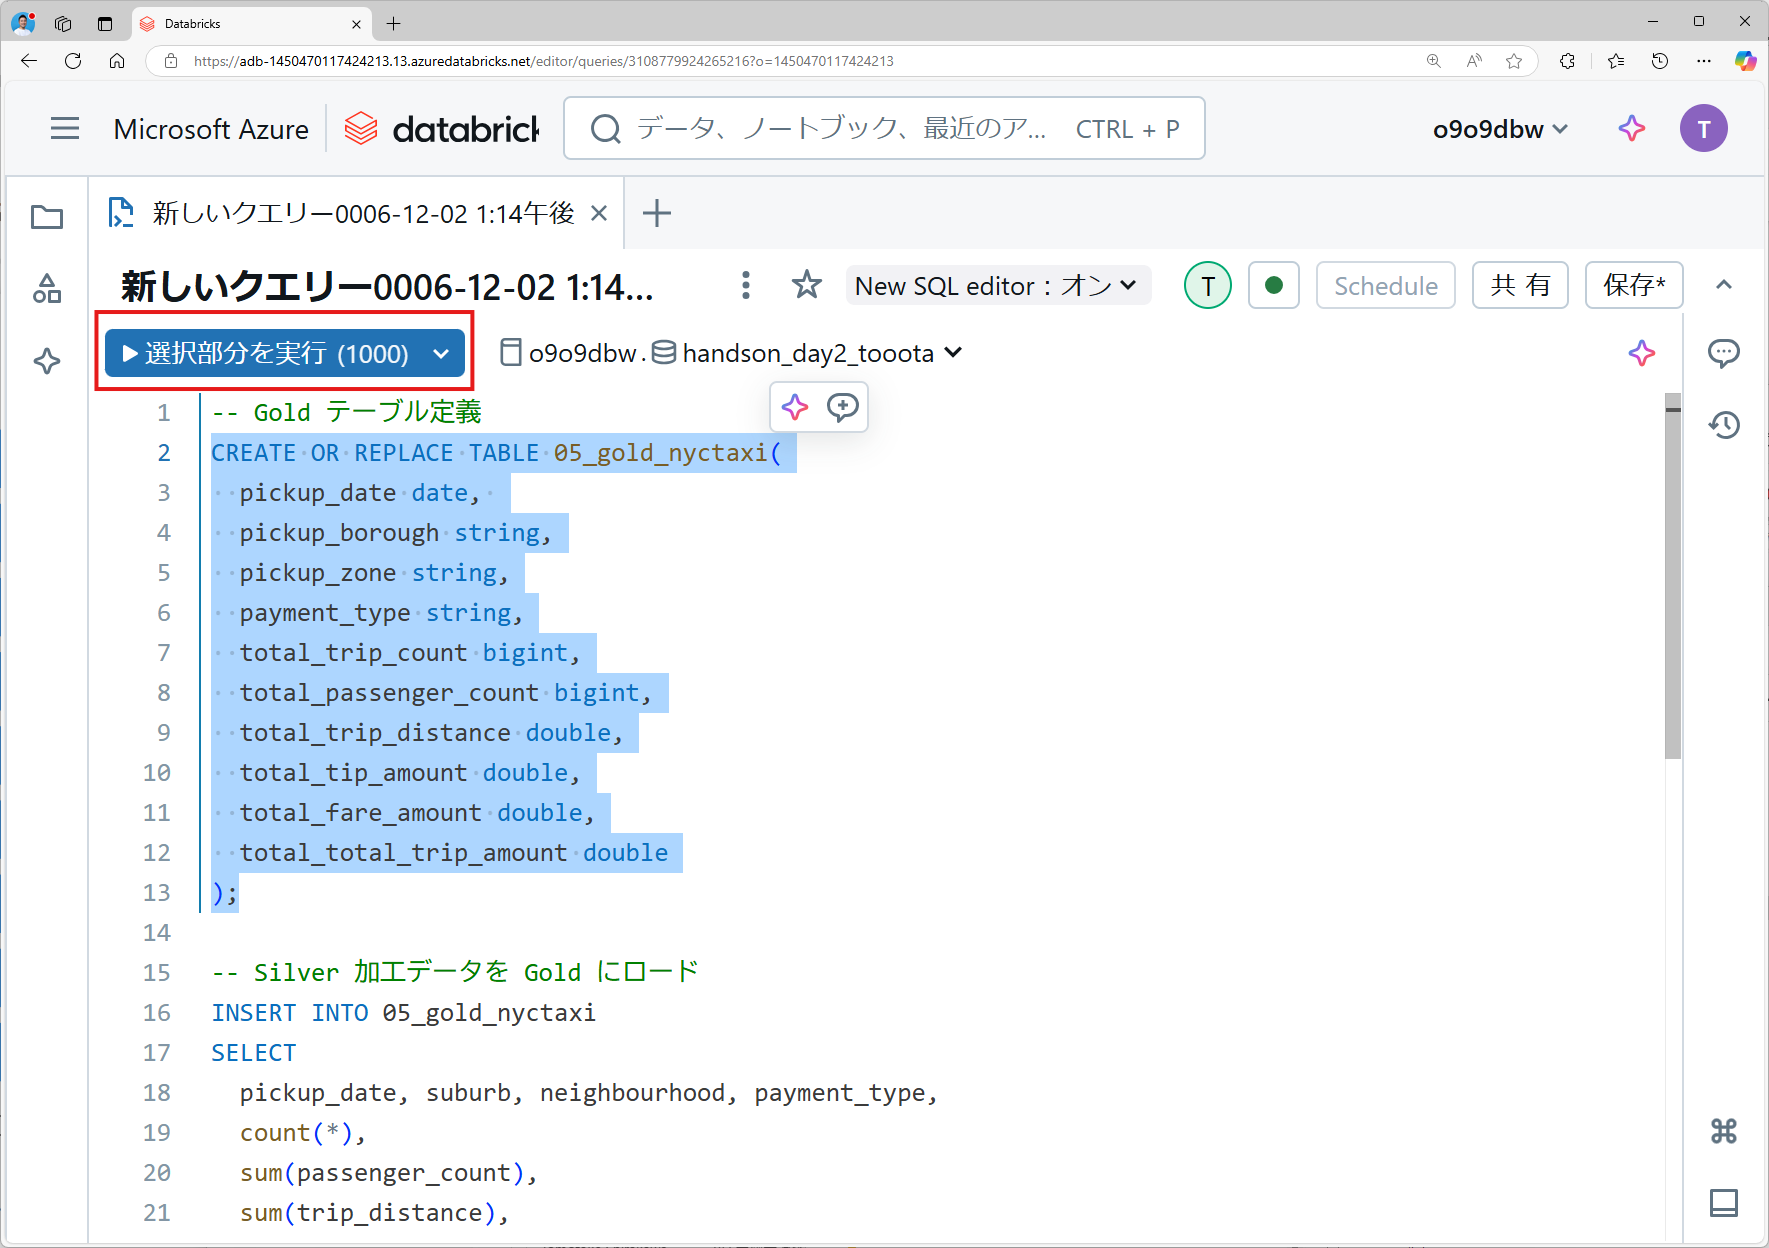 Databricks
https://adb-1450470117424213.13.azuredatabricks.net/editor/queries/3108779924265216?o=1450470117424213
Microsoft Azure databrick データ、ノートブック、最近のア... CTRL + P o9o9dbw T
新しいクエリー0006-12-02 1:14午後
新しいクエリー0006-12-02 1:14... New SQL editor : オン T Schedule 共有 保存*
選択部分を実行 (1000) o9o9dbw . handson_day2_tooota
1 -- Gold テーブル定義
2 CREATE OR REPLACE TABLE 05_gold_nyctaxi(
3 pickup_date date,
4 pickup_borough string,
5 pickup_zone string,
6 payment_type string,
7 total_trip_count bigint,
8 total_passenger_count bigint,
9 total_trip_distance double,
10 total_tip_amount double,
11 total_fare_amount double,
12 total_total_trip_amount double
13 );
14
15 -- Silver 加工データを Gold にロード
16 INSERT INTO 05_gold_nyctaxi
17 SELECT
18 pickup_date, suburb, neighbourhood, payment_type,
19 count(*),
20 sum(passenger_count),
21 sum(trip_distance),